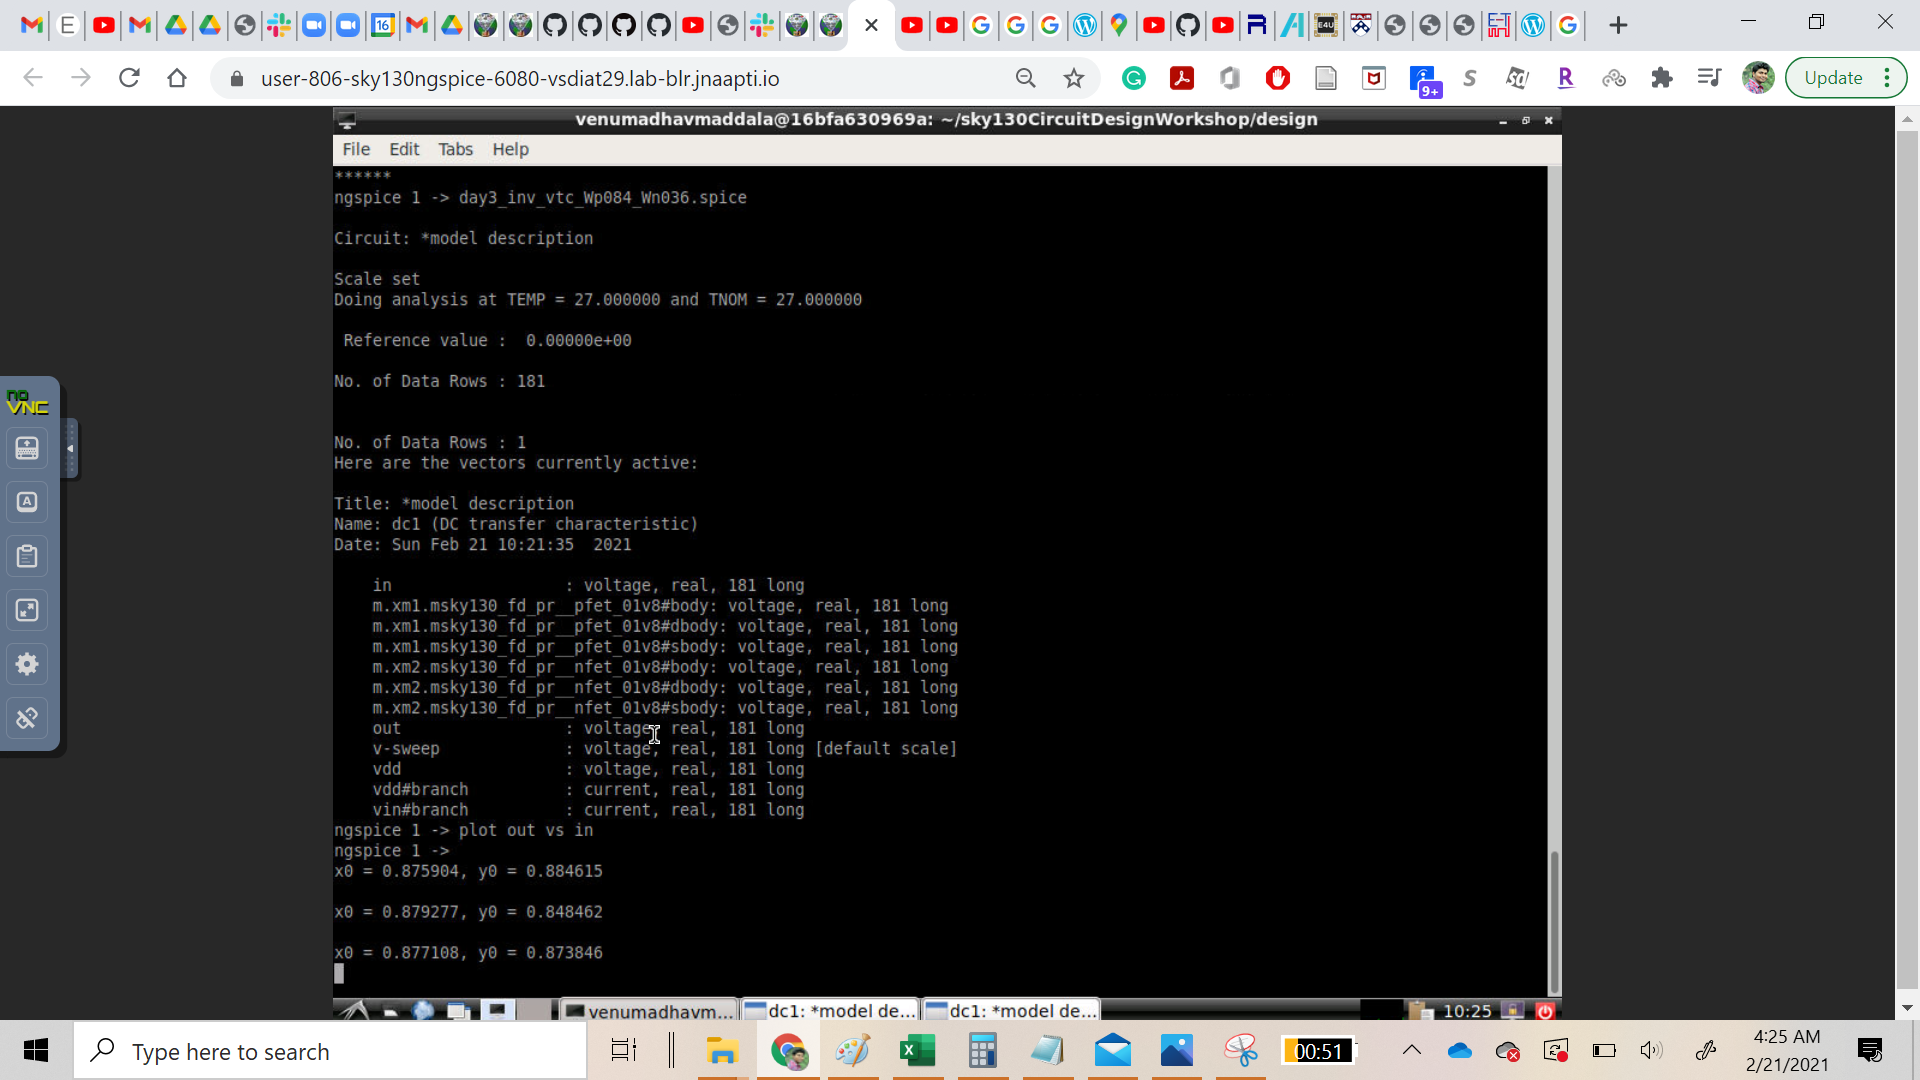 user-806-sky130ngspice-6080-vsdiat29.lab-blr.jnaapti.io
9+
Update
venumadhavmaddala@16bfa630969a: ~/sky130CircuitDesignWorkshop/design
File Edit Tabs Help
******
ngspice 1 -> day3_inv_vtc_Wp084_Wn036.spice
Circuit: *model description
Scale set
Doing analysis at TEMP = 27.000000 and TNOM = 27.000000
Reference value : 0.00000e+00
No. of Data Rows : 181
No. of Data Rows : 1
Here are the vectors currently active:
Title: *model description
Name: dc1 (DC transfer characteristic)
Date: Sun Feb 21 10:21:35 2021
in : voltage, real, 181 long
m.xm1.msky130_fd_pr__pfet_01v8#body: voltage, real, 181 long
m.xm1.msky130_fd_pr__pfet_01v8#dbody: voltage, real, 181 long
m.xm1.msky130_fd_pr__pfet_01v8#sbody: voltage, real, 181 long
m.xm2.msky130_fd_pr__nfet_01v8#body: voltage, real, 181 long
m.xm2.msky130_fd_pr__nfet_01v8#dbody: voltage, real, 181 long
m.xm2.msky130_fd_pr__nfet_01v8#sbody: voltage, real, 181 long
out : voltage, real, 181 long
v-sweep : voltage, real, 181 long [default scale]
vdd : voltage, real, 181 long
vdd#branch : current, real, 181 long
vin#branch : current, real, 181 long
ngspice 1 -> plot out vs in
ngspice 1 ->
x0 = 0.875904, y0 = 0.884615
x0 = 0.879277, y0 = 0.848462
x0 = 0.877108, y0 = 0.873846
no
VNC
venumadhavm... dc1: *model de... dc1: *model de... 10:25
Type here to search
00:51
4:25 AM
2/21/2021